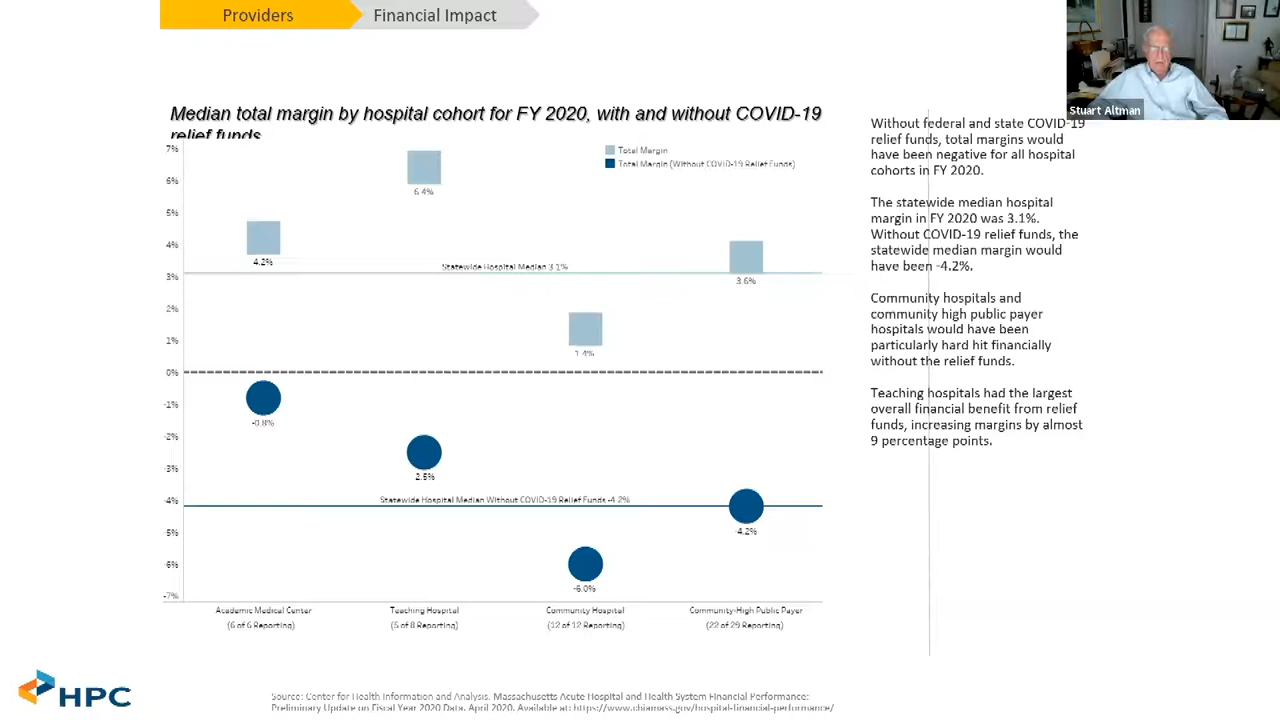 Providers
Financial Impact
Stuart Altman
Median total margin by hospital cohort for FY 2020, with and without COVID-19
relief funds
7%
6%
5%
4%
3%
2%
1%
0%
-1%
-2%
-3%
-4%
-5%
-6%
-7%
Total Margin
Total Margin (Without COVID-19 Relief Funds)
6.4%
4.2%
Statewide Hospital Median 3.1%
3.6%
1.4%
-0.8%
-2.5%
Statewide Hospital Median Without COVID-19 Relief Funds -4.2%
-4.2%
-6.0%
Academic Medical Center
(6 of 6 Reporting)
Teaching Hospital
(5 of 8 Reporting)
Community Hospital
(12 of 12 Reporting)
Community-High Public Payer
(22 of 29 Reporting)
Without federal and state COVID-19
relief funds, total margins would
have been negative for all hospital
cohorts in FY 2020.
The statewide median hospital
margin in FY 2020 was 3.1%.
Without COVID-19 relief funds, the
statewide median margin would
have been -4.2%.
Community hospitals and
community high public payer
hospitals would have been
particularly hard hit financially
without the relief funds.
Teaching hospitals had the largest
overall financial benefit from relief
funds, increasing margins by almost
9 percentage points.
HPC
Source: Center for Health Information and Analysis. Massachusetts Acute Hospital and Health System Financial Performance:
Preliminary Update on Fiscal Year 2020 Data. April 2020. Available at: https://www.chiamass.gov/hospital-financial-performance/